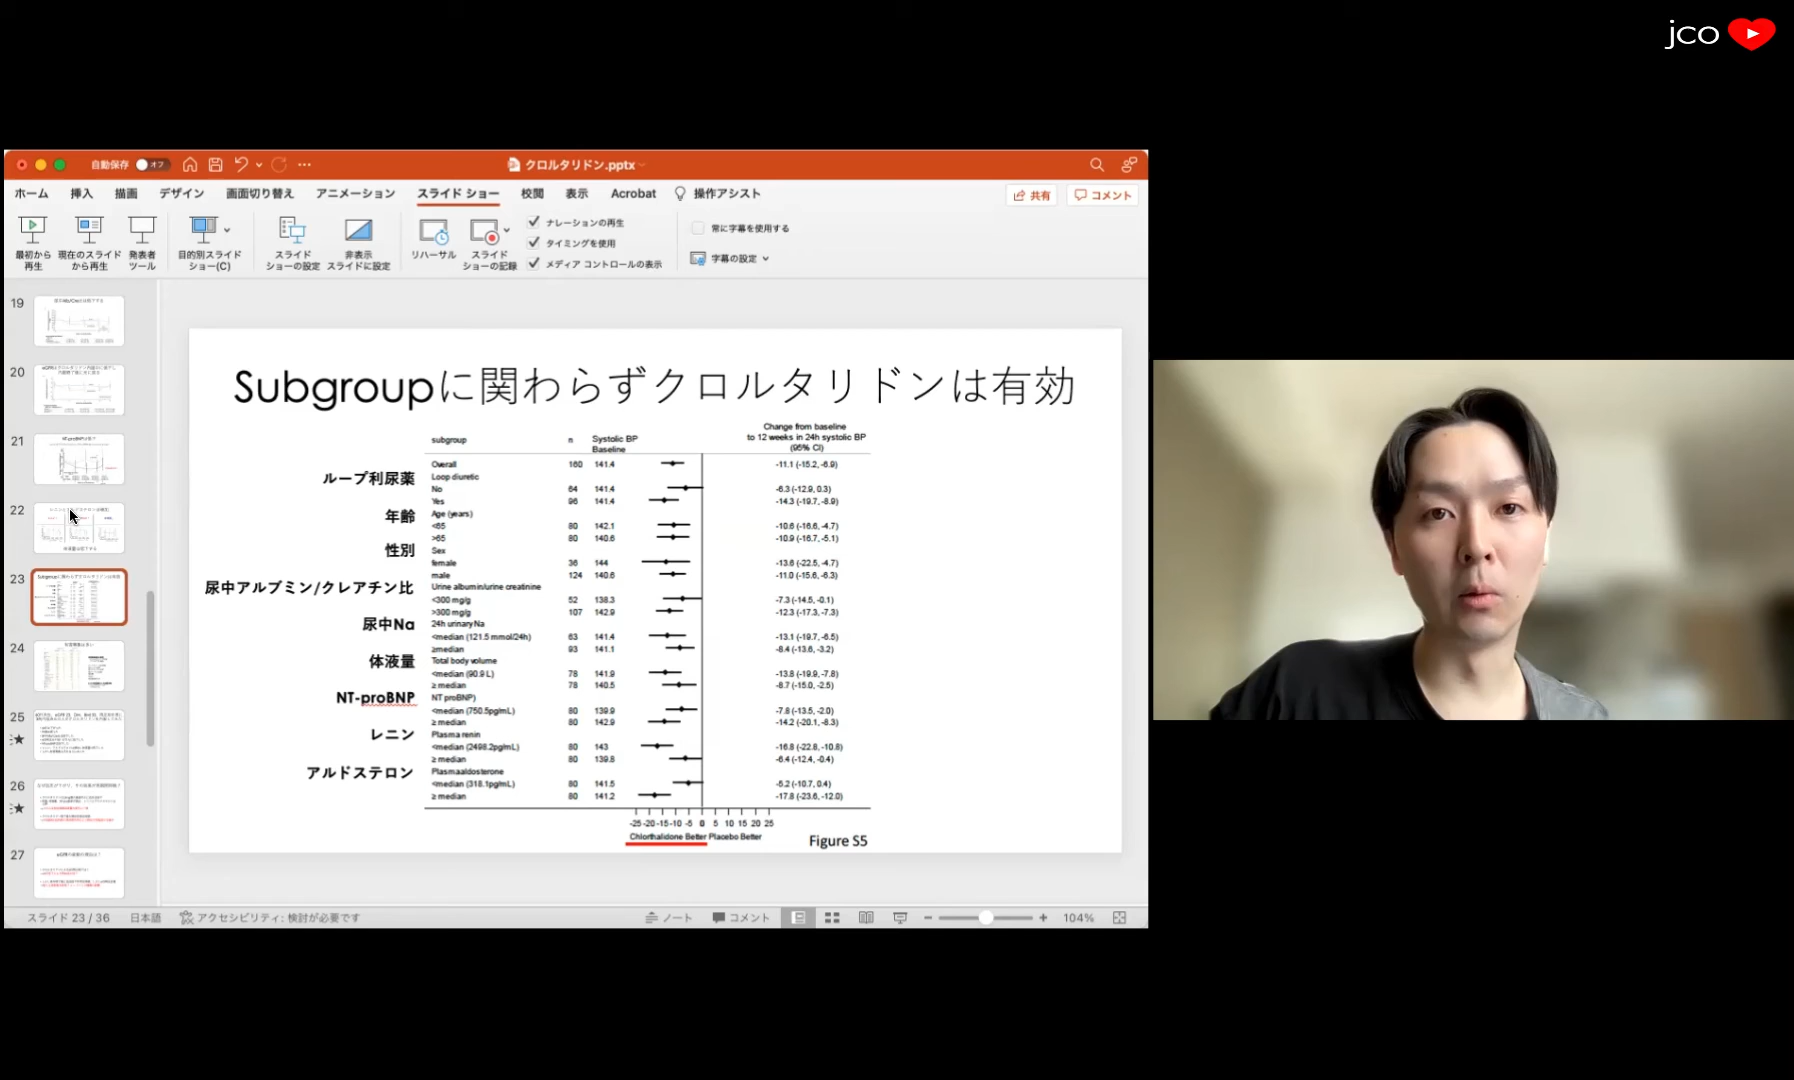 jco
自動保存 オフ
クロルタリドン.pptx
ホーム 挿入 描画 デザイン 画面切り替え アニメーション スライド ショー 校閲 表示 Acrobat 操作アシスト
共有 コメント
最初から
再生
現在のスライド
から再生
発表者
ツール
目的別スライド
ショー(C)
スライド
ショーの設定
非表示
スライドに設定
リハーサル
スライド
ショーの記録
ナレーションの再生
タイミングを使用
メディア コントロールの表示
常に字幕を使用する
字幕の設定
19
20
21
22
23
24
25
26
27
Subgroupに関わらずクロルタリドンは有効
subgroup n Systolic BP Baseline
Change from baseline
to 12 weeks in 24h systolic BP
(95% CI)
Overall 160 141.4 -11.1 (-15.2, -6.9)
ループ利尿薬 Loop diuretic
No 64 141.4 -6.3 (-12.9, 0.3)
Yes 96 141.4 -14.3 (-19.7, -8.9)
年齢 Age (years)
<65 80 142.1 -10.6 (-16.6, -4.7)
>65 80 140.6 -10.9 (-16.7, -5.1)
性別 Sex
female 36 144 -13.6 (-22.5, -4.7)
male 124 140.6 -11.0 (-15.6, -6.3)
尿中アルブミン/クレアチン比 Urine albumin/urine creatinine
<300 mg/g 52 138.3 -7.3 (-14.5, -0.1)
>300 mg/g 107 142.9 -12.3 (-17.3, -7.3)
尿中Na 24h urinary Na
<median (121.5 mmol/24h) 63 141.4 -13.1 (-19.7, -6.5)
≥median 93 141.1 -8.4 (-13.6, -3.2)
体液量 Total body volume
<median (90.9 L) 78 141.9 -13.8 (-19.9, -7.8)
≥ median 78 140.5 -8.7 (-15.0, -2.5)
NT-proBNP NT proBNP)
<median (750.5pg/mL) 80 139.9 -7.8 (-13.5, -2.0)
≥ median 80 142.9 -14.2 (-20.1, -8.3)
レニン Plasma renin
<median (2498.2pg/mL) 80 143 -16.8 (-22.8, -10.8)
≥ median 80 139.8 -6.4 (-12.4, -0.4)
アルドステロン Plasmaaldosterone
<median (318.1pg/mL) 80 141.5 -5.2 (-10.7, 0.4)
≥ median 80 141.2 -17.8 (-23.6, -12.0)
-25 -20 -15 -10 -5 0 5 10 15 20 25
Chlorthalidone Better Placebo Better
Figure S5
スライド 23 / 36 日本語 アクセシビリティ: 検討が必要です ノート コメント 104%